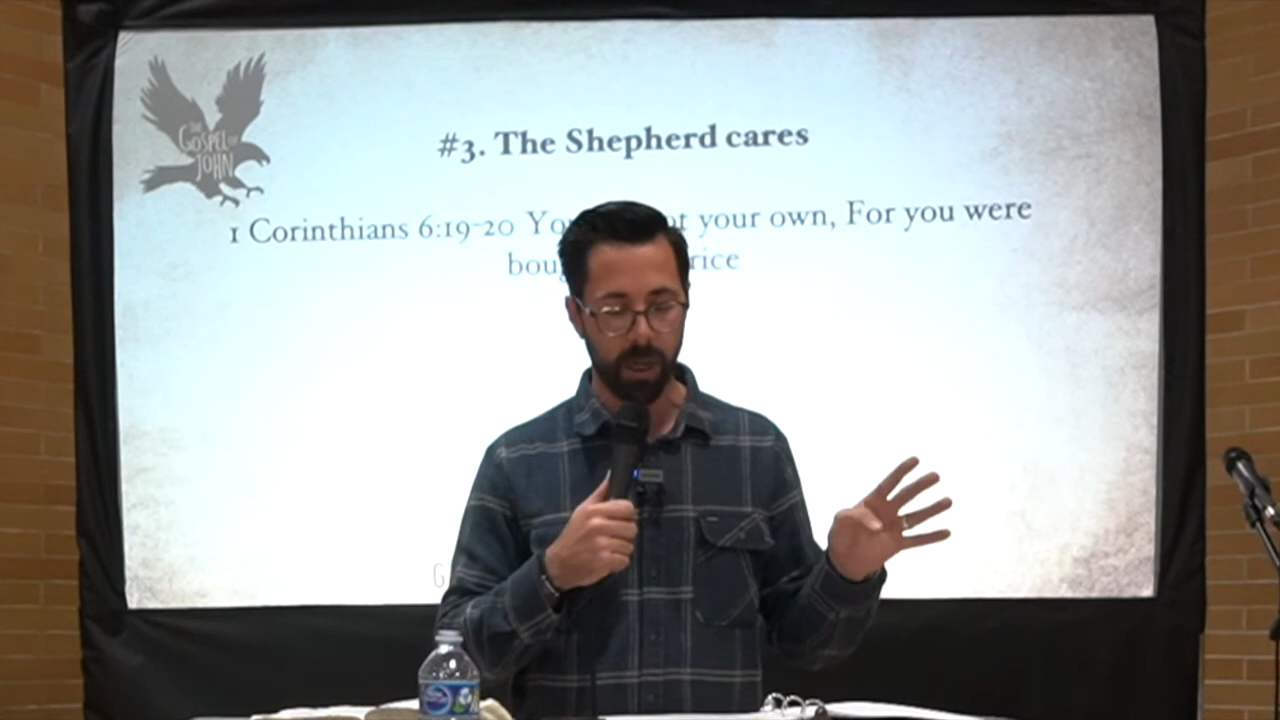 THE
GOSPEL OF
JOHN
#3. The Shepherd cares
1 Corinthians 6:19-20 Yo your own, For you were
bou rice
G